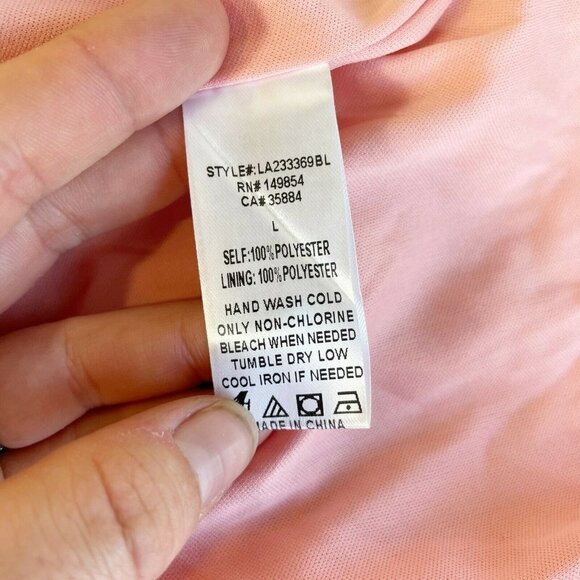 STYLE#:LA233369BL
RN# 149854
CA# 35884
L
SELF:100% POLYESTER
LINING: 100% POLYESTER
HAND WASH COLD
ONLY NON-CHLORINE
BLEACH WHEN NEEDED
TUMBLE DRY LOW
COOL IRON IF NEEDED
MADE IN CHINA